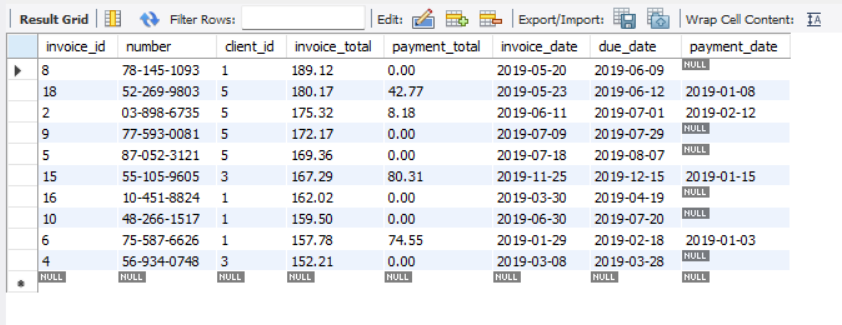 Result Grid Filter Rows: Edit: Export/Import: Wrap Cell Content: IA
invoice_id number client_id invoice_total payment_total invoice_date due_date payment_date
8 78-145-1093 1 189.12 0.00 2019-05-20 2019-06-09 NULL
18 52-269-9803 5 180.17 42.77 2019-05-23 2019-06-12 2019-01-08
2 03-898-6735 5 175.32 8.18 2019-06-11 2019-07-01 2019-02-12
9 77-593-0081 5 172.17 0.00 2019-07-09 2019-07-29 NULL
5 87-052-3121 5 169.36 0.00 2019-07-18 2019-08-07 NULL
15 55-105-9605 3 167.29 80.31 2019-11-25 2019-12-15 2019-01-15
16 10-451-8824 1 162.02 0.00 2019-03-30 2019-04-19 NULL
10 48-266-1517 1 159.50 0.00 2019-06-30 2019-07-20 NULL
6 75-587-6626 1 157.78 74.55 2019-01-29 2019-02-18 2019-01-03
4 56-934-0748 3 152.21 0.00 2019-03-08 2019-03-28 NULL
NULL NULL NULL NULL NULL NULL NULL NULL